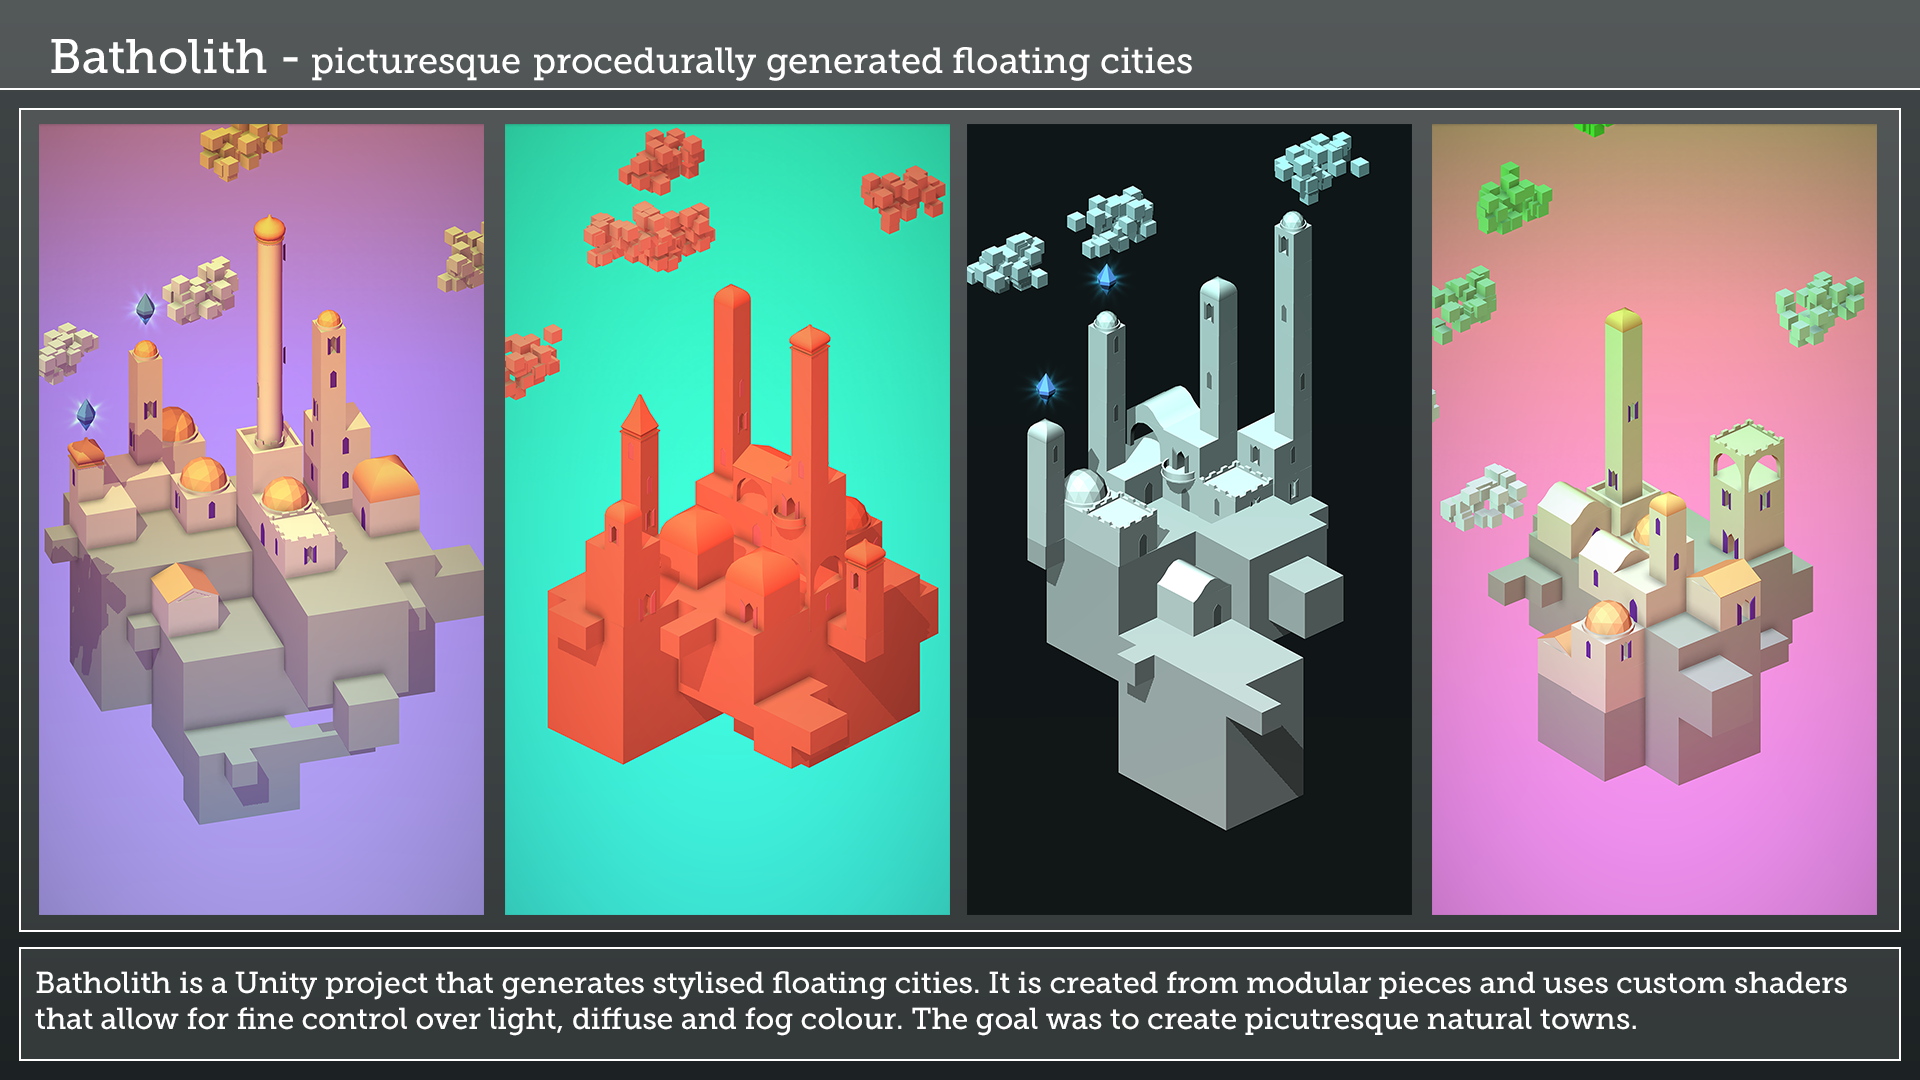 Batholith - picturesque procedurally generated floating cities
Batholith is a Unity project that generates stylised floating cities. It is created from modular pieces and uses custom shaders
that allow for fine control over light, diffuse and fog colour. The goal was to create picutresque natural towns.